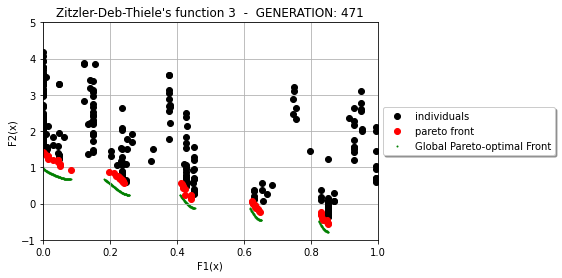 Zitzler-Deb-Thiele's function 3 - GENERATION: 471
5
4
3
2
1
0
−1
F2(x)
0.0 0.2 0.4 0.6 0.8 1.0
F1(x)
individuals
pareto front
Global Pareto-optimal Front